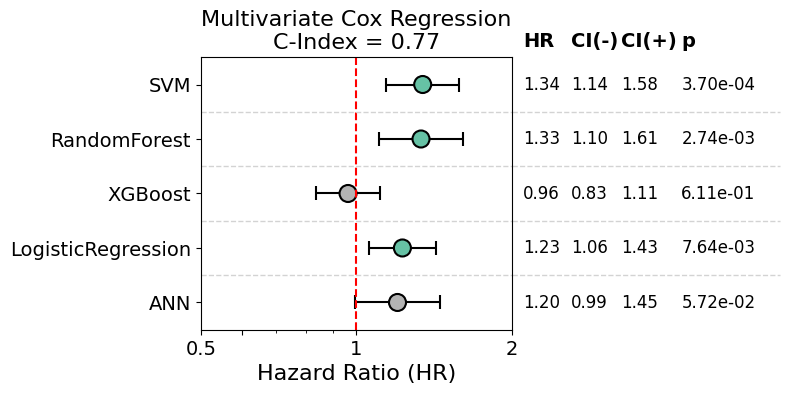 Multivariate Cox Regression
C-Index = 0.77
HR CI(-) CI(+) p
SVM 1.34 1.14 1.58 3.70e-04
RandomForest 1.33 1.10 1.61 2.74e-03
XGBoost 0.96 0.83 1.11 6.11e-01
LogisticRegression 1.23 1.06 1.43 7.64e-03
ANN 1.20 0.99 1.45 5.72e-02
0.5 1 2
Hazard Ratio (HR)